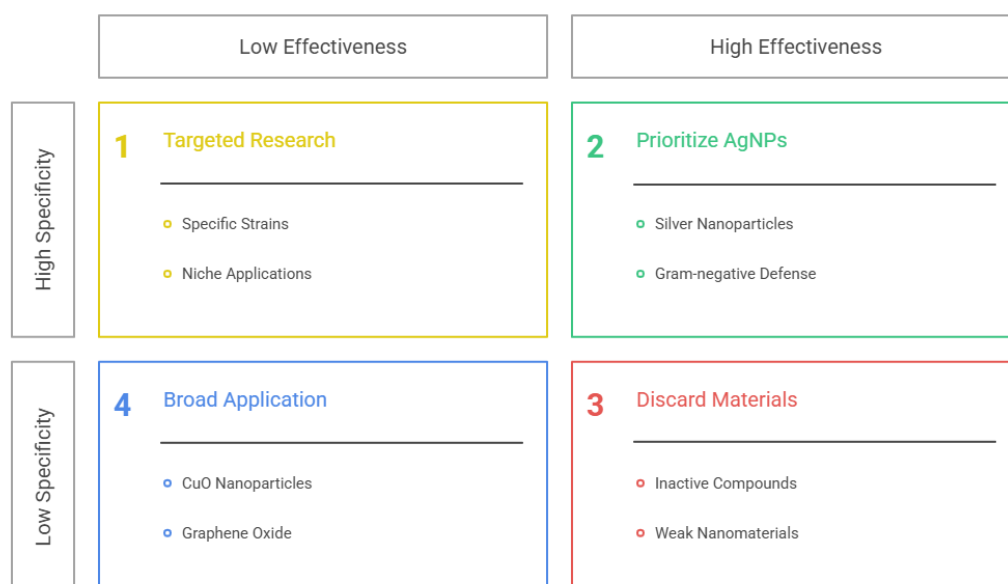 Low Effectiveness
High Effectiveness
High Specificity
1 Targeted Research
Specific Strains
Niche Applications
2 Prioritize AgNPs
Silver Nanoparticles
Gram-negative Defense
Low Specificity
4 Broad Application
CuO Nanoparticles
Graphene Oxide
3 Discard Materials
Inactive Compounds
Weak Nanomaterials